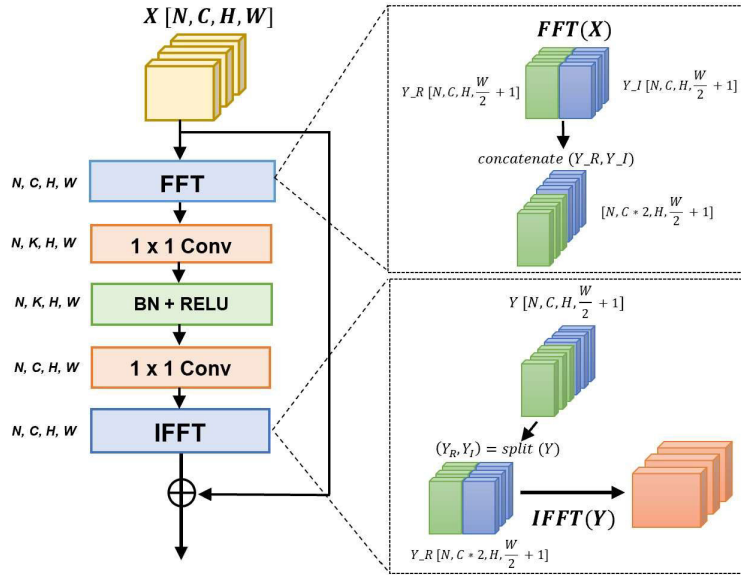 X [N, C, H, W]
N, C, H, W
FFT
N, K, H, W
1 x 1 Conv
N, K, H, W
BN + RELU
N, C, H, W
1 x 1 Conv
N, C, H, W
IFFT
FFT(X)
Y_R [N, C, H, W/2 + 1]
Y_I [N, C, H, W/2 + 1]
concatenate (Y_R, Y_I)
[N, C * 2, H, W/2 + 1]
Y [N, C, H, W/2 + 1]
(Y_R, Y_I) = split (Y)
IFFT(Y)
Y_R [N, C * 2, H, W/2 + 1]